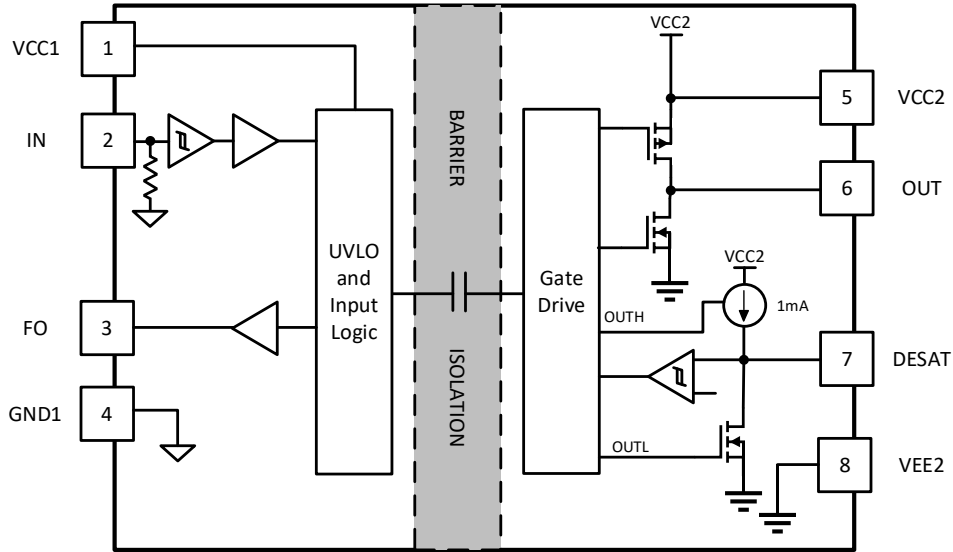 VCC1
1
IN
2
FO
3
GND1
4
UVLO
and
Input
Logic
BARRIER
ISOLATION
Gate
Drive
OUTH
OUTL
VCC2
VCC2
1mA
5
VCC2
6
OUT
7
DESAT
8
VEE2